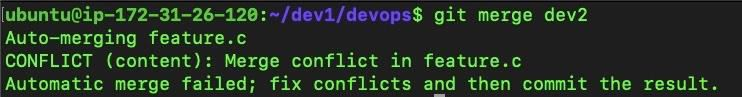 ubuntu@ip-172-31-26-120:~/dev1/devops$ git merge dev2
Auto-merging feature.c
CONFLICT (content): Merge conflict in feature.c
Automatic merge failed; fix conflicts and then commit the result.